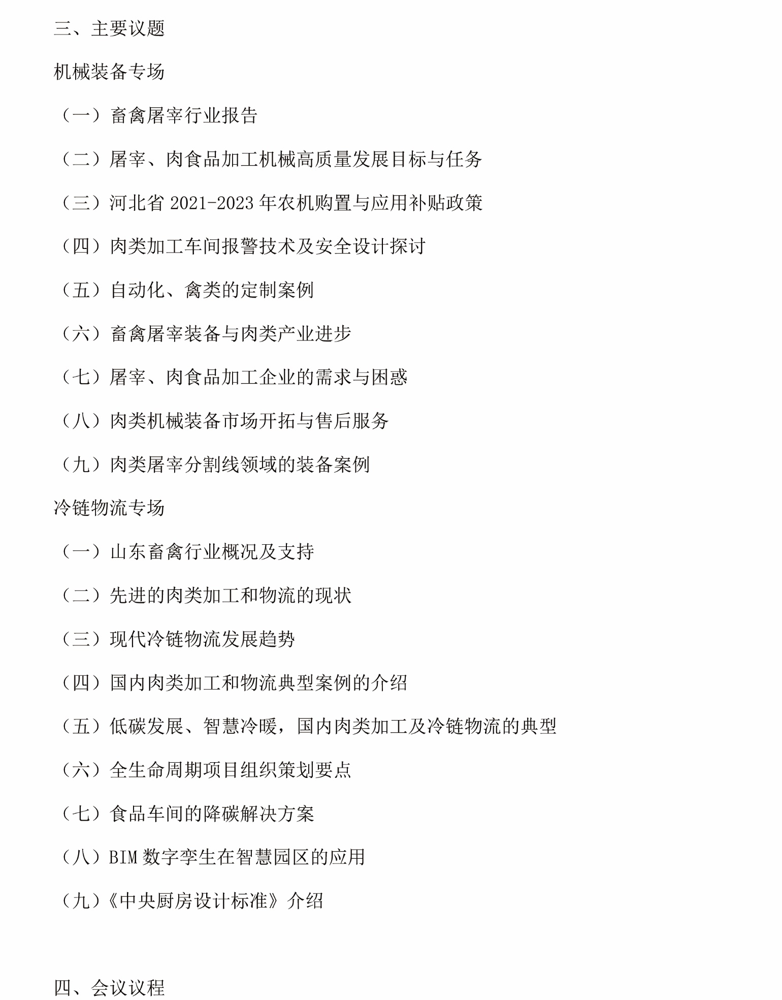 三、主要议题
机械装备专场
（一）畜禽屠宰行业报告
（二）屠宰、肉食品加工机械高质量发展目标与任务
（三）河北省 2021-2023 年农机购置与应用补贴政策
（四）肉类加工车间报警技术及安全设计探讨
（五）自动化、禽类的定制案例
（六）畜禽屠宰装备与肉类产业进步
（七）屠宰、肉食品加工企业的需求与困惑
（八）肉类机械装备市场开拓与售后服务
（九）肉类屠宰分割线领域的装备案例
冷链物流专场
（一）山东畜禽行业概况及支持
（二）先进的肉类加工和物流的现状
（三）现代冷链物流发展趋势
（四）国内肉类加工和物流典型案例的介绍
（五）低碳发展、智慧冷暖，国内肉类加工及冷链物流的典型
（六）全生命周期项目组织策划要点
（七）食品车间的降碳解决方案
（八）BIM 数字孪生在智慧园区的应用
（九）《中央厨房设计标准》介绍
四、会议议程